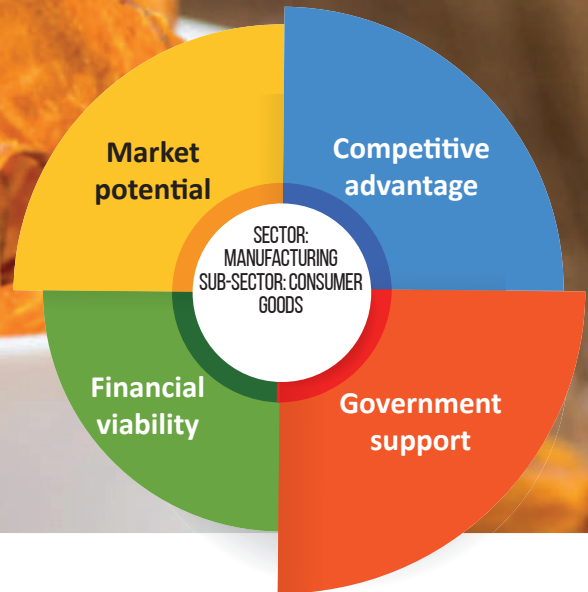 Market
potential
Competitive
advantage
SECTOR:
MANUFACTURING
SUB-SECTOR: CONSUMER
GOODS
Financial
viability
Government
support